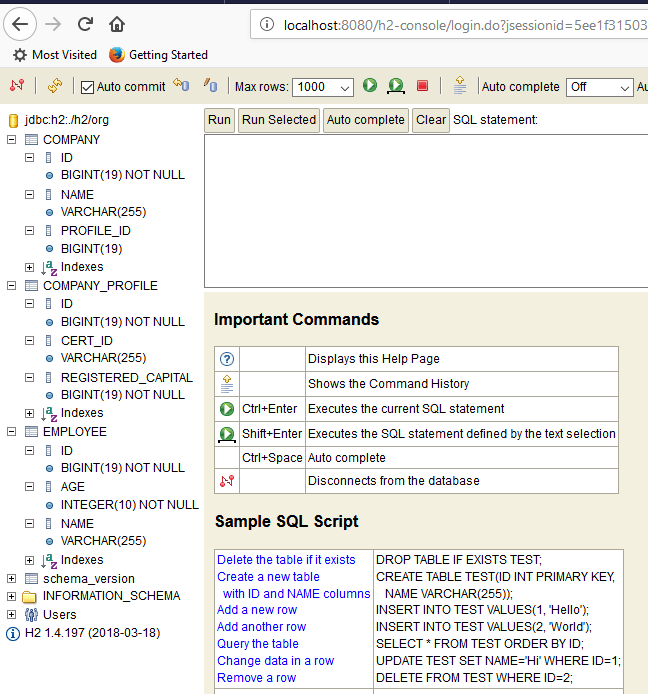 localhost:8080/h2-console/login.do?jsessionid=5ee1f31503
Most Visited Getting Started
Auto commit Max rows: 1000 Auto complete Off Au
jdbc:h2:./h2/org
COMPANY
ID
BIGINT(19) NOT NULL
NAME
VARCHAR(255)
PROFILE_ID
BIGINT(19)
Indexes
COMPANY_PROFILE
ID
BIGINT(19) NOT NULL
CERT_ID
VARCHAR(255)
REGISTERED_CAPITAL
BIGINT(19) NOT NULL
Indexes
EMPLOYEE
ID
BIGINT(19) NOT NULL
AGE
INTEGER(10) NOT NULL
NAME
VARCHAR(255)
Indexes
schema_version
INFORMATION_SCHEMA
Users
H2 1.4.197 (2018-03-18)
Run Run Selected Auto complete Clear SQL statement:
Important Commands
Displays this Help Page
Shows the Command History
Ctrl+Enter Executes the current SQL statement
Shift+Enter Executes the SQL statement defined by the text selection
Ctrl+Space Auto complete
Disconnects from the database
Sample SQL Script
Delete the table if it exists DROP TABLE IF EXISTS TEST;
Create a new table CREATE TABLE TEST(ID INT PRIMARY KEY,
with ID and NAME columns NAME VARCHAR(255));
Add a new row INSERT INTO TEST VALUES(1, 'Hello');
Add another row INSERT INTO TEST VALUES(2, 'World');
Query the table SELECT * FROM TEST ORDER BY ID;
Change data in a row UPDATE TEST SET NAME='Hi' WHERE ID=1;
Remove a row DELETE FROM TEST WHERE ID=2;